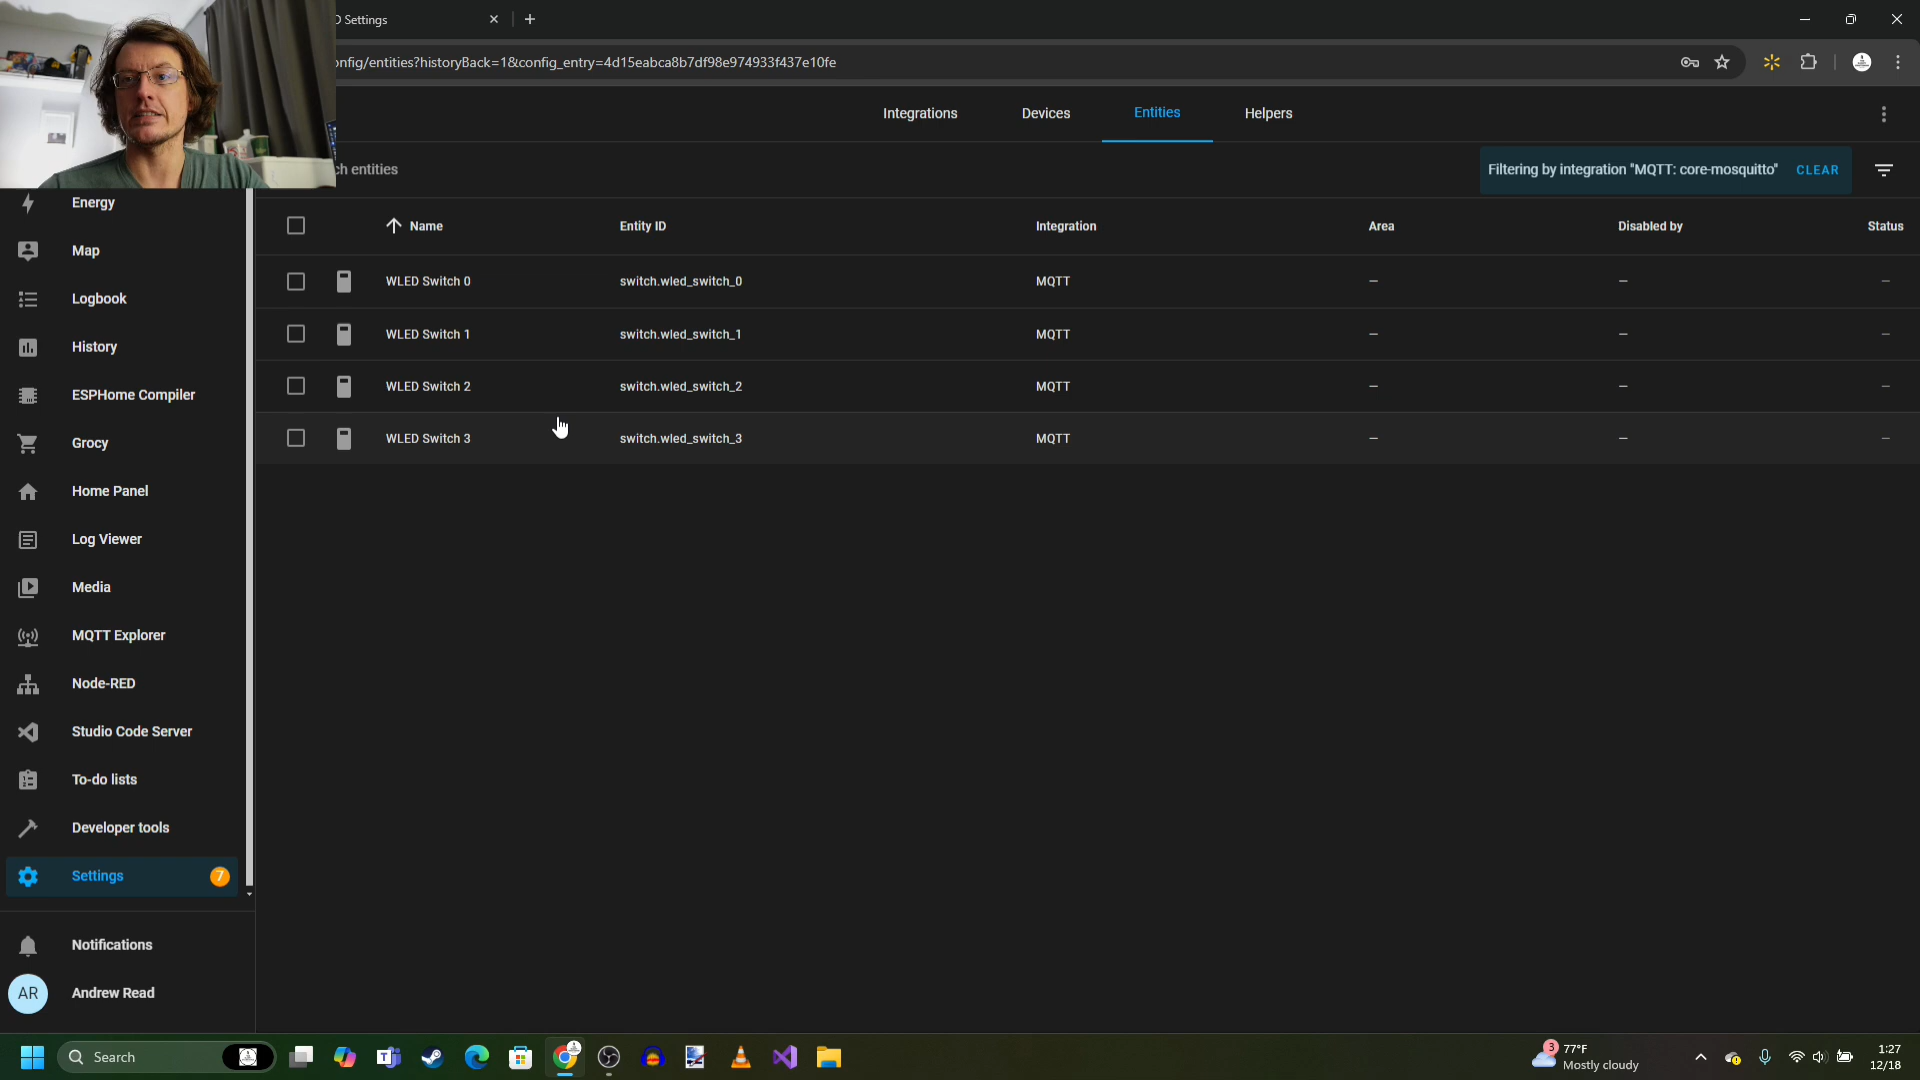 D Settings
nfig/entities?historyBack=1&config_entry=4d15eabca8b7df98e974933f437e10fe
Integrations
Devices
Entities
Helpers
ch entities
Filtering by integration "MQTT: core-mosquitto"
CLEAR
Name
Entity ID
Integration
Area
Disabled by
Status
WLED Switch 0
switch.wled_switch_0
MQTT
—
—
—
WLED Switch 1
switch.wled_switch_1
MQTT
—
—
—
WLED Switch 2
switch.wled_switch_2
MQTT
—
—
—
WLED Switch 3
switch.wled_switch_3
MQTT
—
—
—
Energy
Map
Logbook
History
ESPHome Compiler
Grocy
Home Panel
Log Viewer
Media
MQTT Explorer
Node-RED
Studio Code Server
To-do lists
Developer tools
Settings
7
Notifications
AR
Andrew Read
Search
3
77°F
Mostly cloudy
1:27
12/18